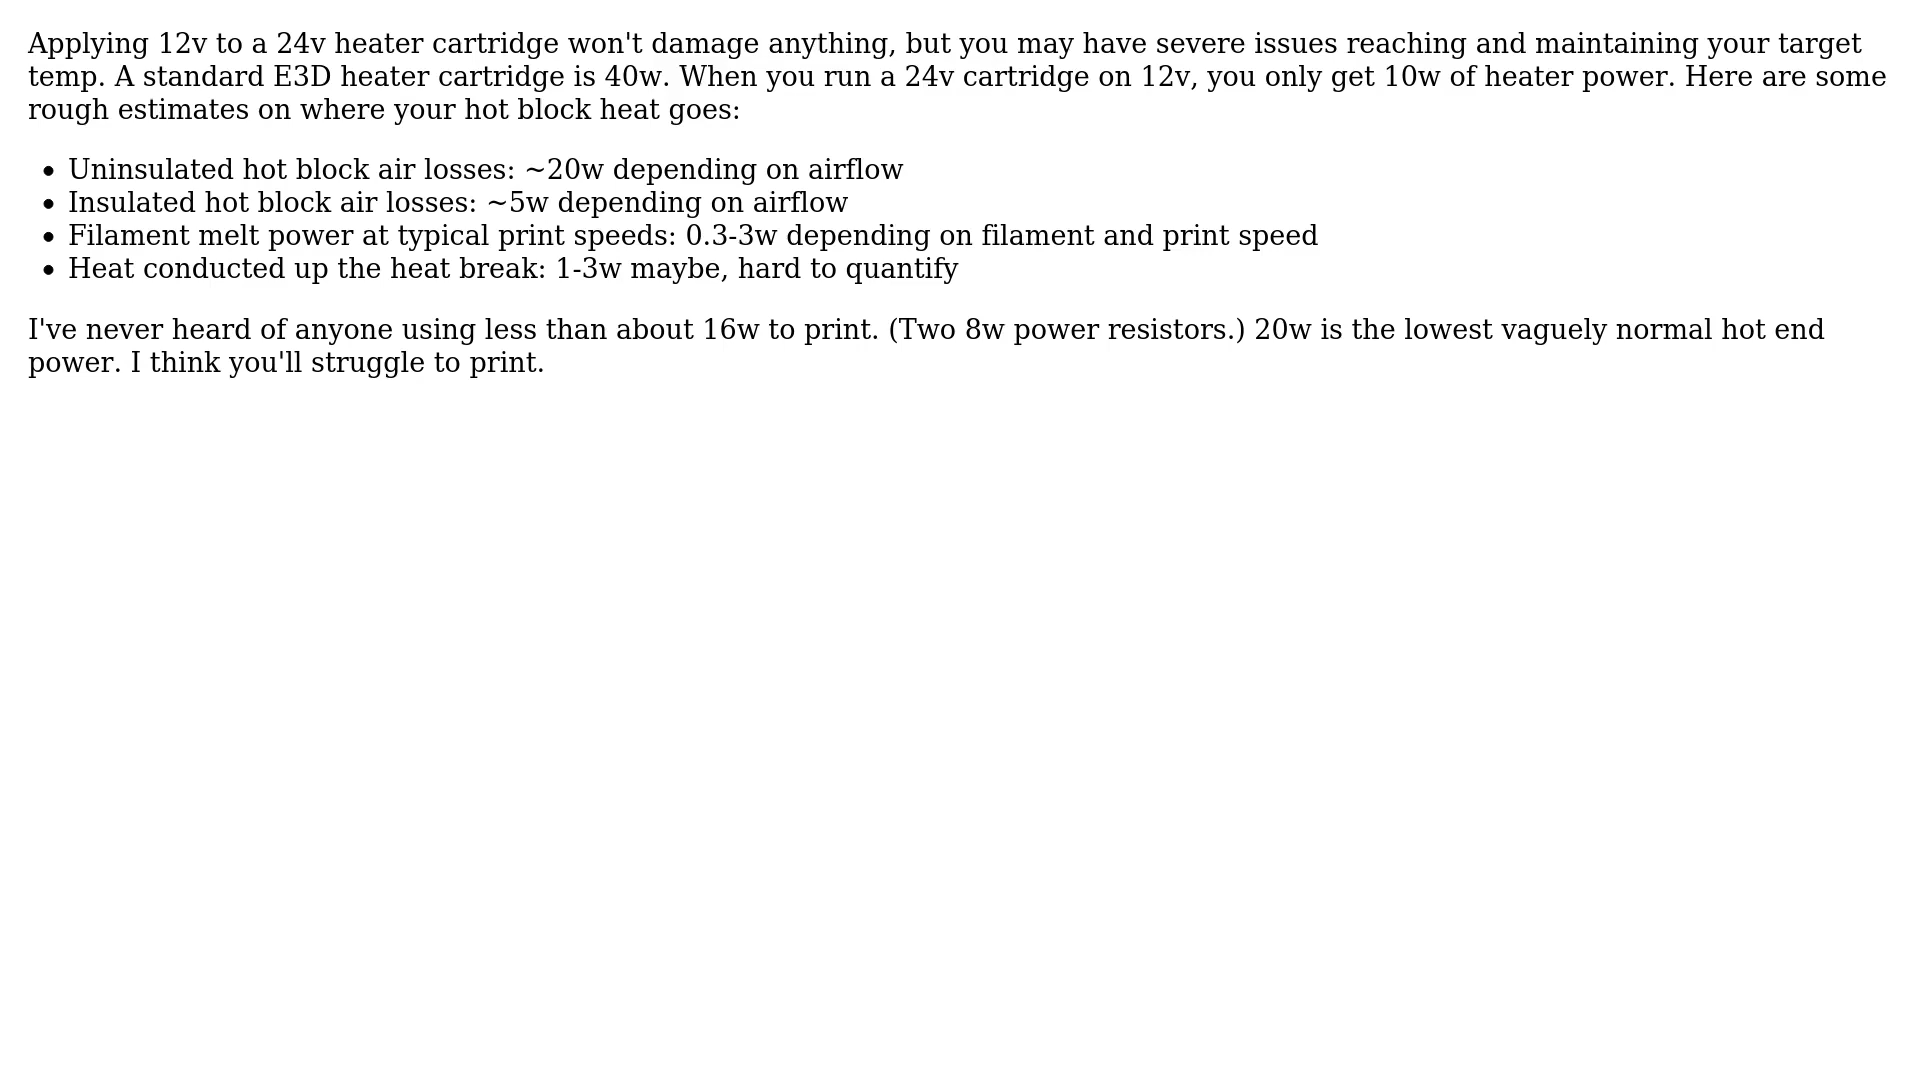 Applying 12v to a 24v heater cartridge won't damage anything, but you may have severe issues reaching and maintaining your target
temp. A standard E3D heater cartridge is 40w. When you run a 24v cartridge on 12v, you only get 10w of heater power. Here are some
rough estimates on where your hot block heat goes:
• Uninsulated hot block air losses: ~20w depending on airflow
• Insulated hot block air losses: ~5w depending on airflow
• Filament melt power at typical print speeds: 0.3-3w depending on filament and print speed
• Heat conducted up the heat break: 1-3w maybe, hard to quantify
I've never heard of anyone using less than about 16w to print. (Two 8w power resistors.) 20w is the lowest vaguely normal hot end
power. I think you'll struggle to print.